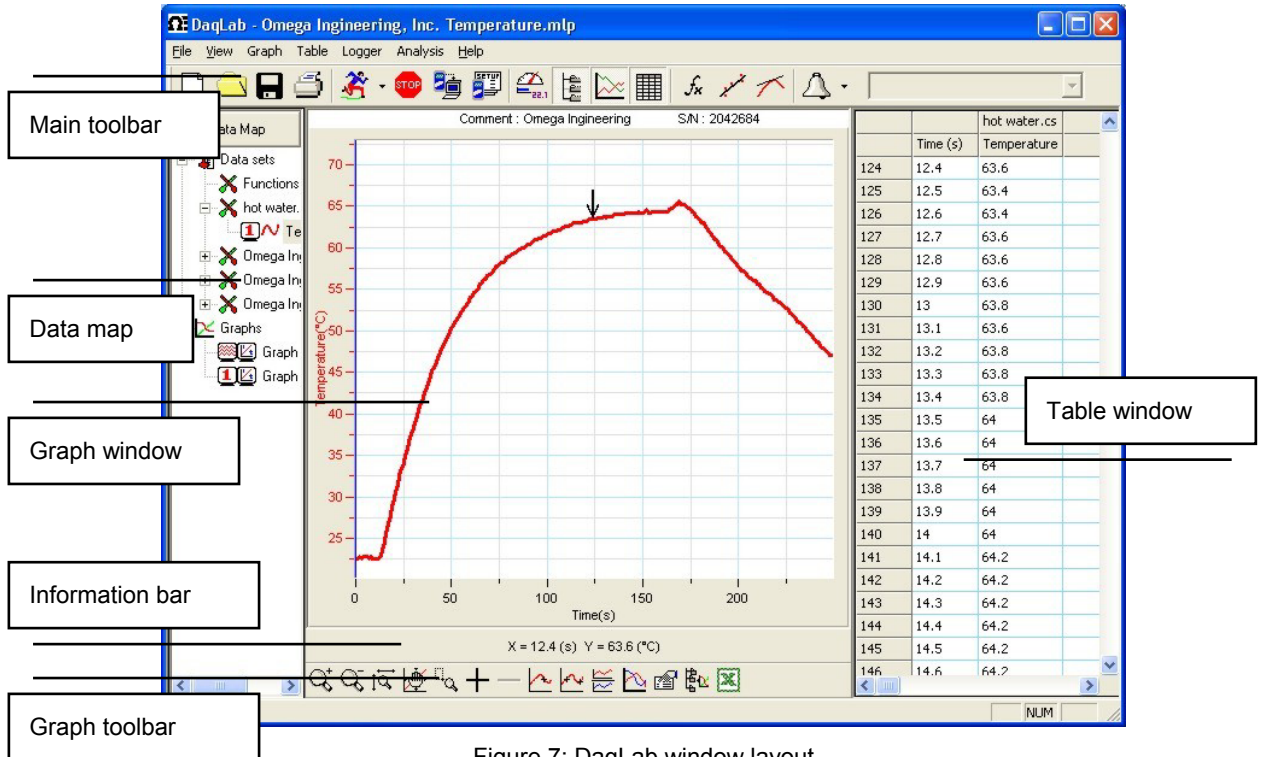 DaqLab - Omega Ingineering, Inc. Temperature.mlp
File View Graph Table Logger Analysis Help
STOP
SETUP
22.1
fx
Main toolbar
Data map
Graph window
Information bar
Graph toolbar
Table window
ata Map
Data sets
Functions
hot water.
1 Te
Omega In
Omega In
Omega In
Graphs
Graph
1 Graph
Comment : Omega Ingineering S/N : 2042684
Temperature(°C)
70
65
60
55
50
45
40
35
30
25
0 50 100 150 200
Time(s)
X = 12.4 (s) Y = 63.6 (°C)
hot water.cs
Time (s) Temperature
124 12.4 63.6
125 12.5 63.4
126 12.6 63.4
127 12.7 63.6
128 12.8 63.6
129 12.9 63.6
130 13 63.8
131 13.1 63.6
132 13.2 63.8
133 13.3 63.8
134 13.4 63.8
135 13.5 64
136 13.6 64
137 13.7 64
138 13.8 64
139 13.9 64
140 14 64
141 14.1 64.2
142 14.2 64.2
143 14.3 64.2
144 14.4 64.2
145 14.5 64.2
146 14.6 64.2
NUM
Figure 7: DaqLab window layout